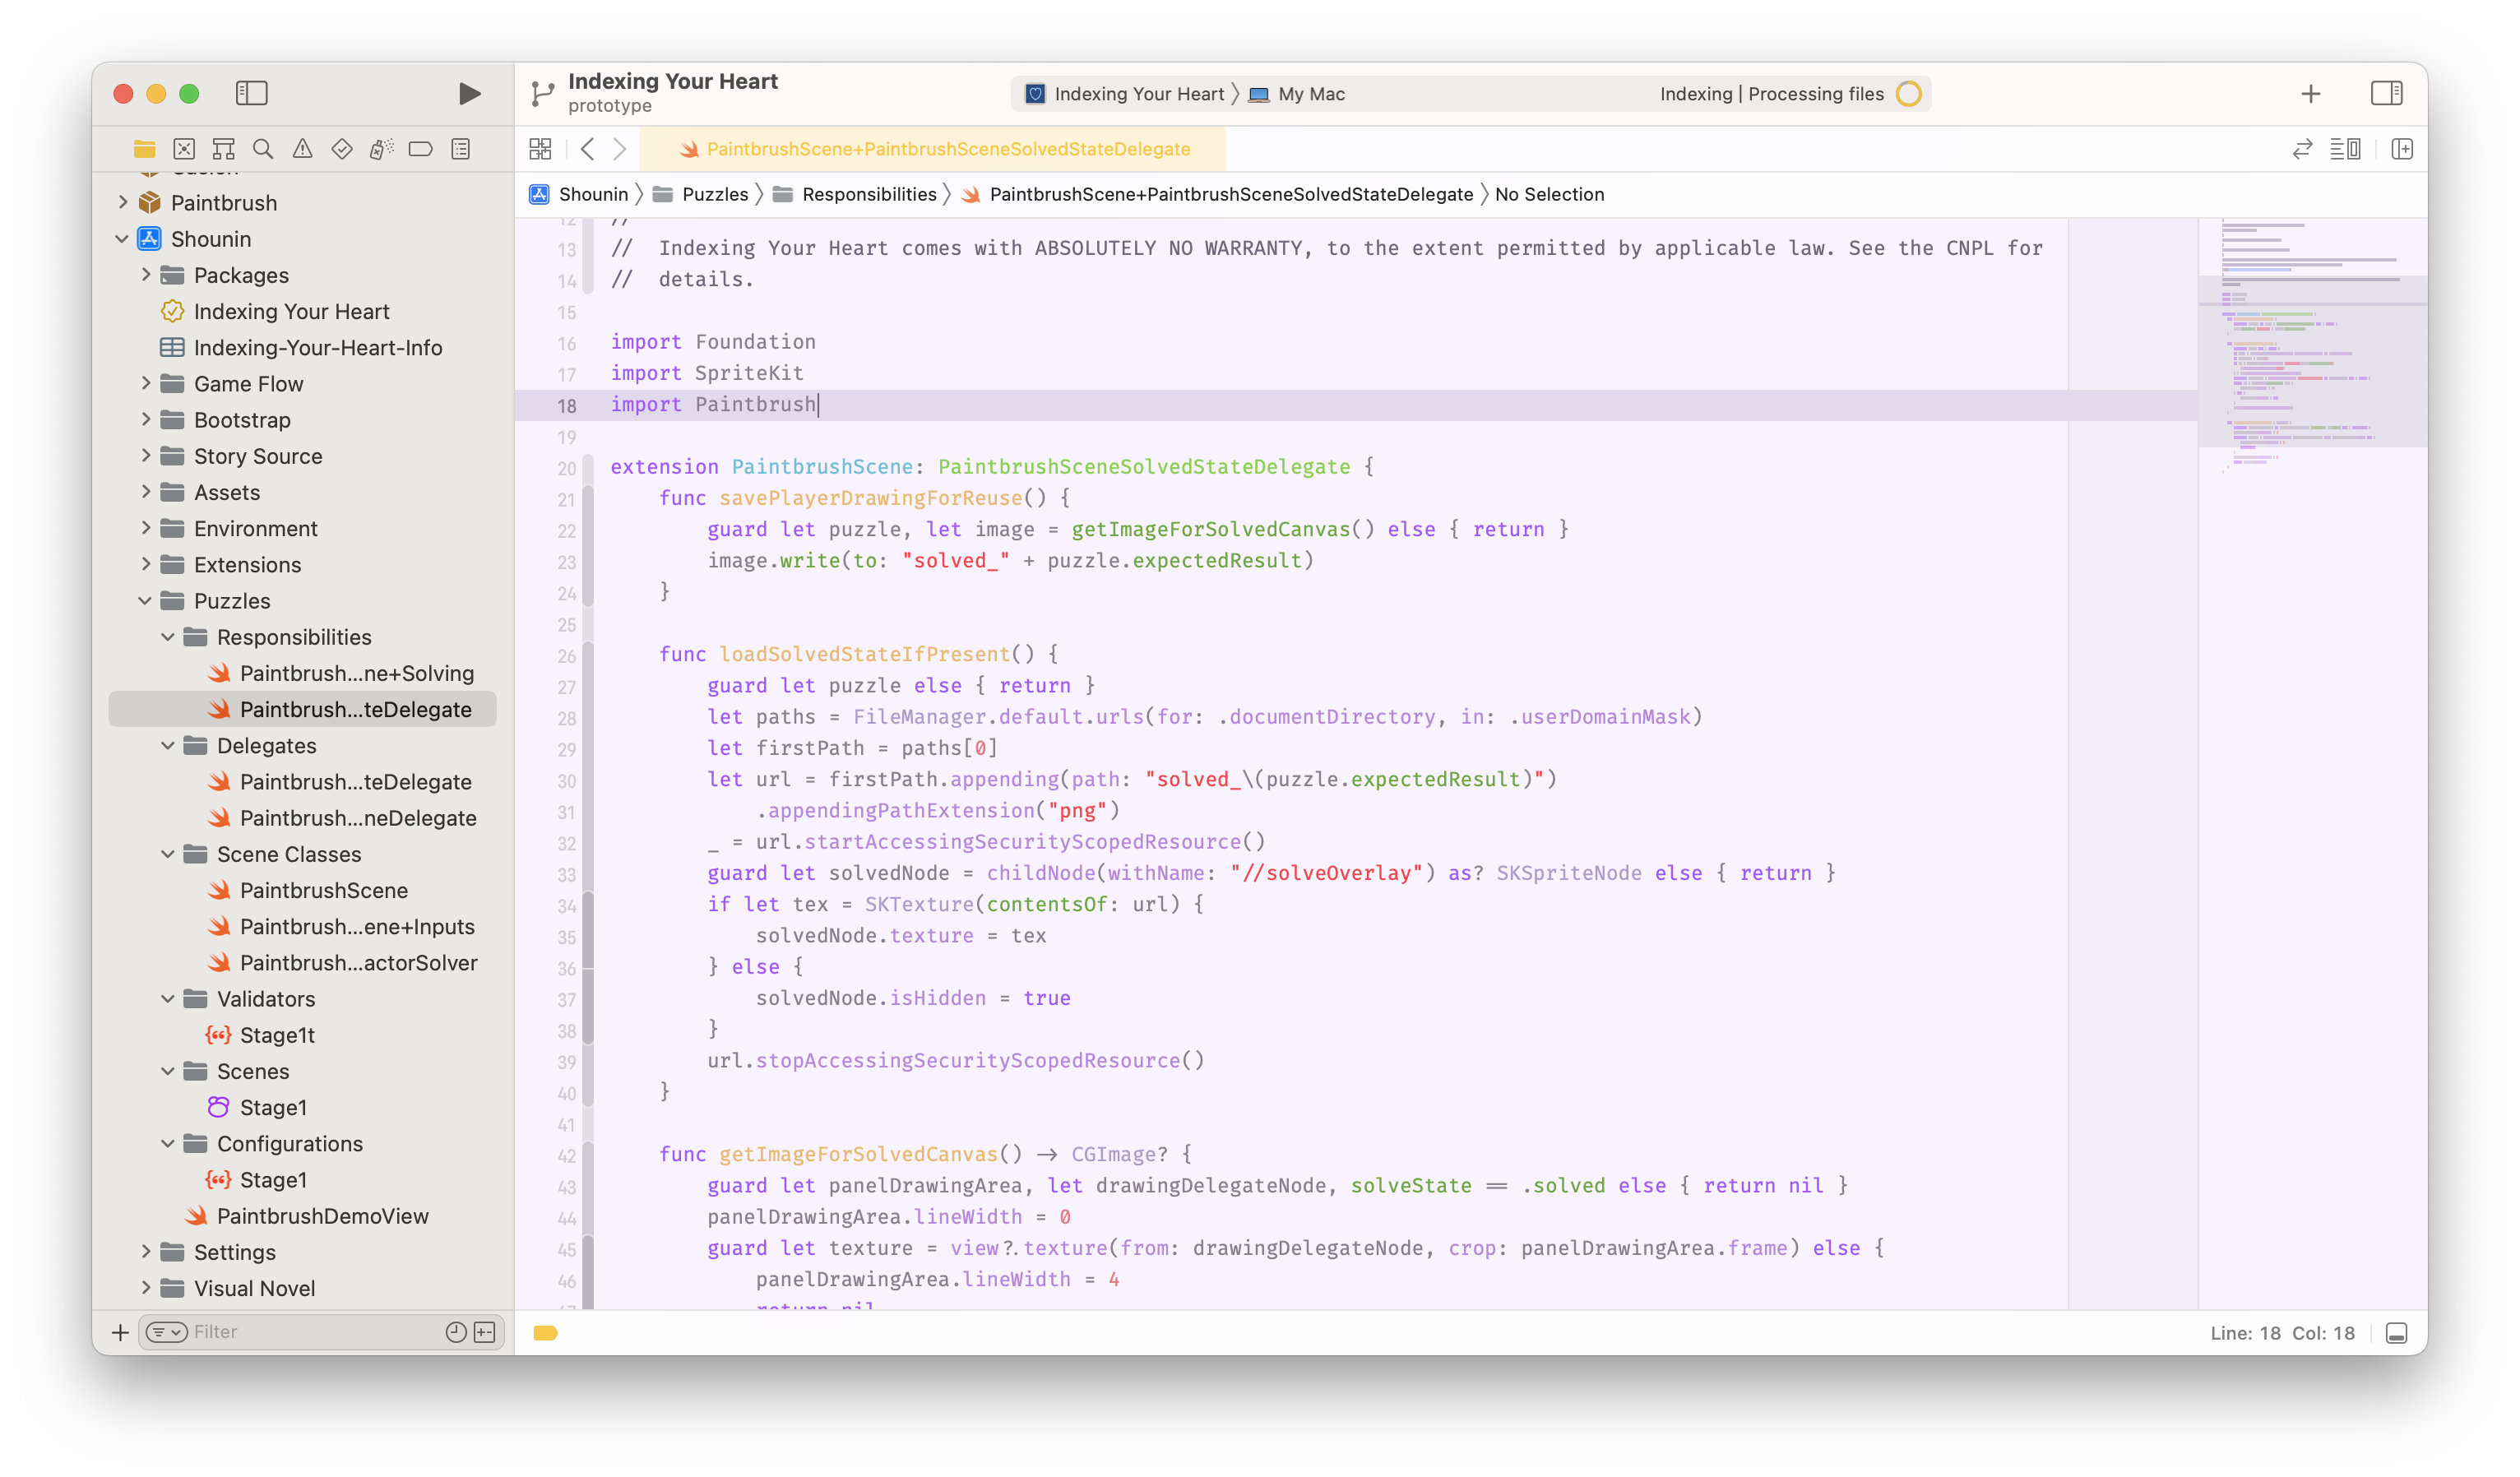 Indexing Your Heart
prototype
Indexing Your Heart
My Mac
Indexing | Processing files
PaintbrushScene+PaintbrushSceneSolvedStateDelegate
Shounin
Puzzles
Responsibilities
PaintbrushScene+PaintbrushSceneSolvedStateDelegate
No Selection
Paintbrush
Shounin
Packages
Indexing Your Heart
Indexing-Your-Heart-Info
Game Flow
Bootstrap
Story Source
Assets
Environment
Extensions
Puzzles
Responsibilities
Paintbrush...ne+Solving
Paintbrush...teDelegate
Delegates
Paintbrush...teDelegate
Paintbrush...neDelegate
Scene Classes
PaintbrushScene
Paintbrush...ene+Inputs
Paintbrush...actorSolver
Validators
Stage1t
Scenes
Stage1
Configurations
Stage1
PaintbrushDemoView
Settings
Visual Novel
Filter
12 //
13 //  Indexing Your Heart comes with ABSOLUTELY NO WARRANTY, to the extent permitted by applicable law. See the CNPL for
14 //  details.
15
16 import Foundation
17 import SpriteKit
18 import Paintbrush
19
20 extension PaintbrushScene: PaintbrushSceneSolvedStateDelegate {
21     func savePlayerDrawingForReuse() {
22         guard let puzzle, let image = getImageForSolvedCanvas() else { return }
23         image.write(to: "solved_" + puzzle.expectedResult)
24     }
25
26     func loadSolvedStateIfPresent() {
27         guard let puzzle else { return }
28         let paths = FileManager.default.urls(for: .documentDirectory, in: .userDomainMask)
29         let firstPath = paths[0]
30         let url = firstPath.appending(path: "solved_\(puzzle.expectedResult)")
31             .appendingPathExtension("png")
32         _ = url.startAccessingSecurityScopedResource()
33         guard let solvedNode = childNode(withName: "//solveOverlay") as? SKSpriteNode else { return }
34         if let tex = SKTexture(contentsOf: url) {
35             solvedNode.texture = tex
36         } else {
37             solvedNode.isHidden = true
38         }
39         url.stopAccessingSecurityScopedResource()
40     }
41
42     func getImageForSolvedCanvas() -> CGImage? {
43         guard let panelDrawingArea, let drawingDelegateNode, solveState == .solved else { return nil }
44         panelDrawingArea.lineWidth = 0
45         guard let texture = view?.texture(from: drawingDelegateNode, crop: panelDrawingArea.frame) else {
46             panelDrawingArea.lineWidth = 4
47             return nil
Line: 18  Col: 18